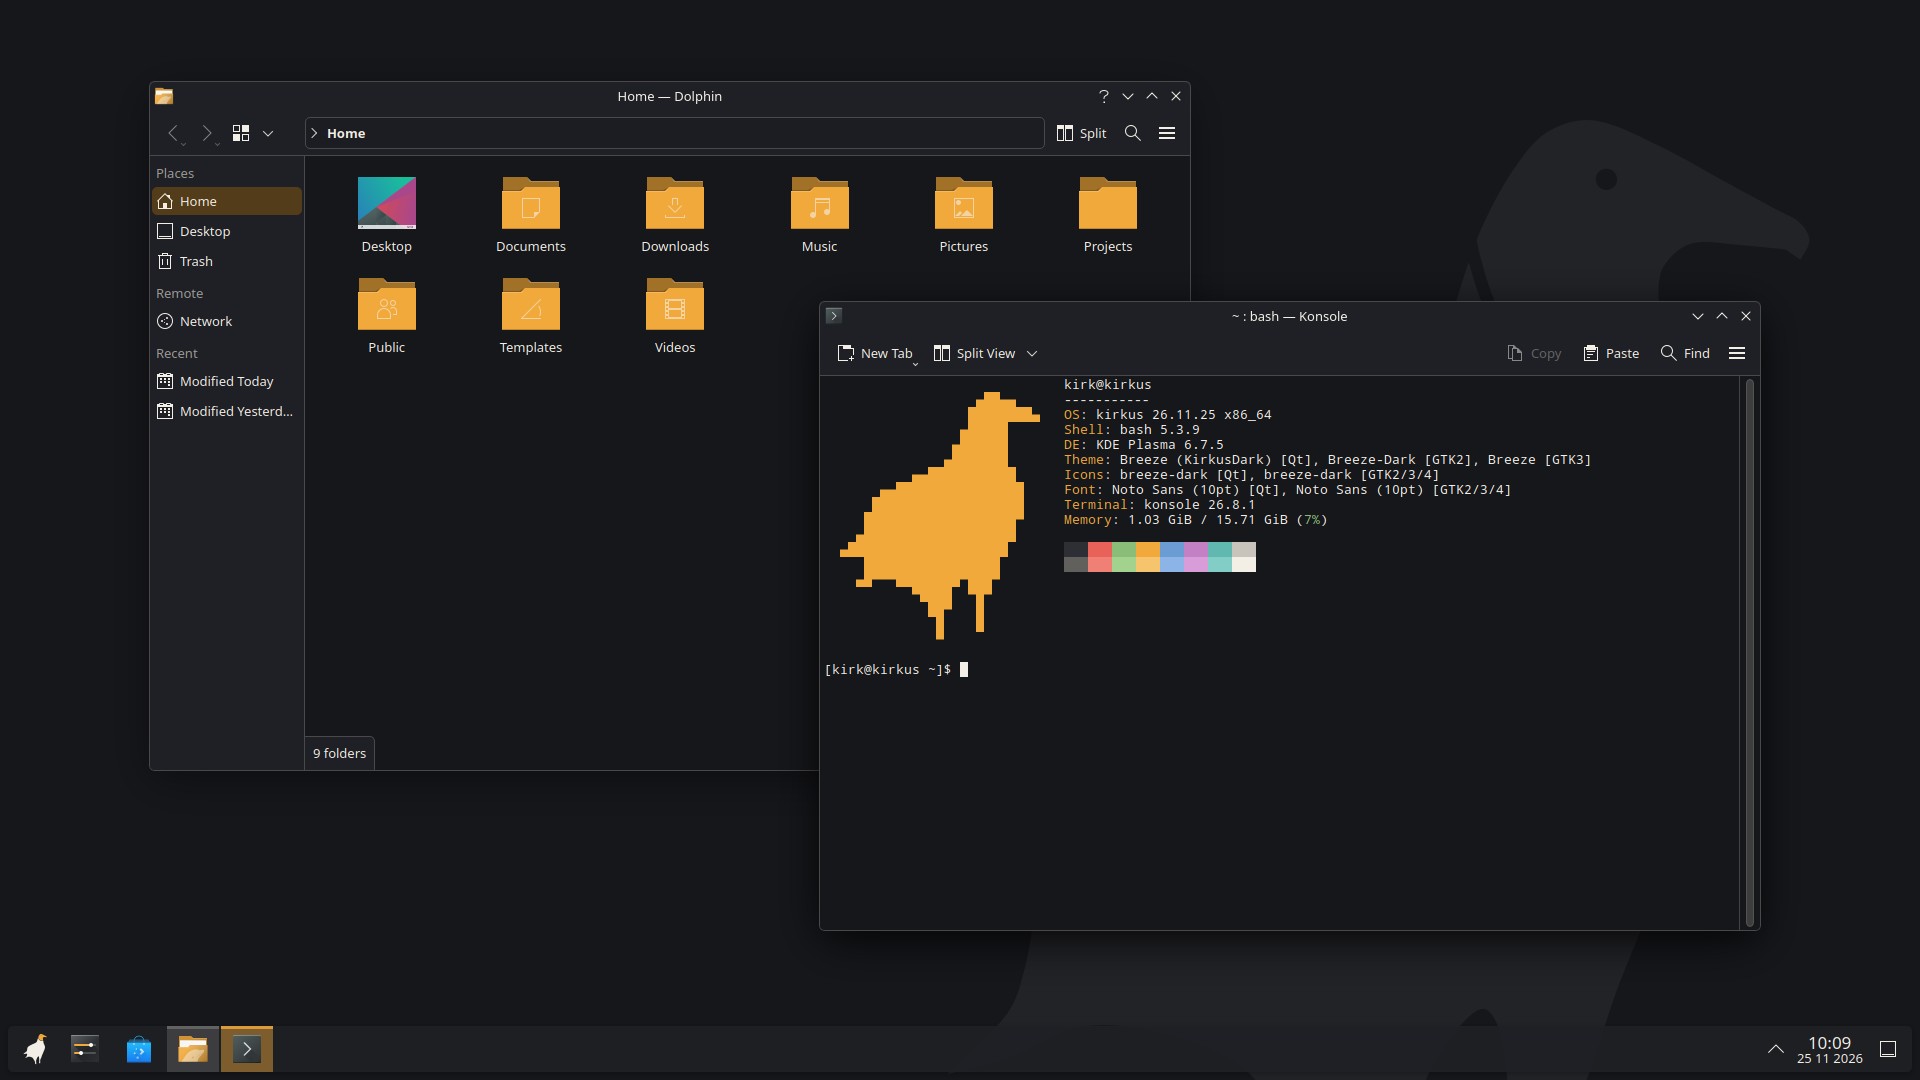 Home — Dolphin
Home
Split
Places
Home
Desktop
Trash
Remote
Network
Recent
Modified Today
Modified Yesterd...
Desktop
Documents
Downloads
Music
Pictures
Projects
Public
Templates
Videos
9 folders
~ : bash — Konsole
New Tab
Split View
Copy
Paste
Find
kirk@kirkus
-----------
OS: kirkus 26.11.25 x86_64
Shell: bash 5.3.9
DE: KDE Plasma 6.7.5
Theme: Breeze (KirkusDark) [Qt], Breeze-Dark [GTK2], Breeze [GTK3]
Icons: breeze-dark [Qt], breeze-dark [GTK2/3/4]
Font: Noto Sans (10pt) [Qt], Noto Sans (10pt) [GTK2/3/4]
Terminal: konsole 26.8.1
Memory: 1.03 GiB / 15.71 GiB (7%)
[kirk@kirkus ~]$
10:09
25 11 2026